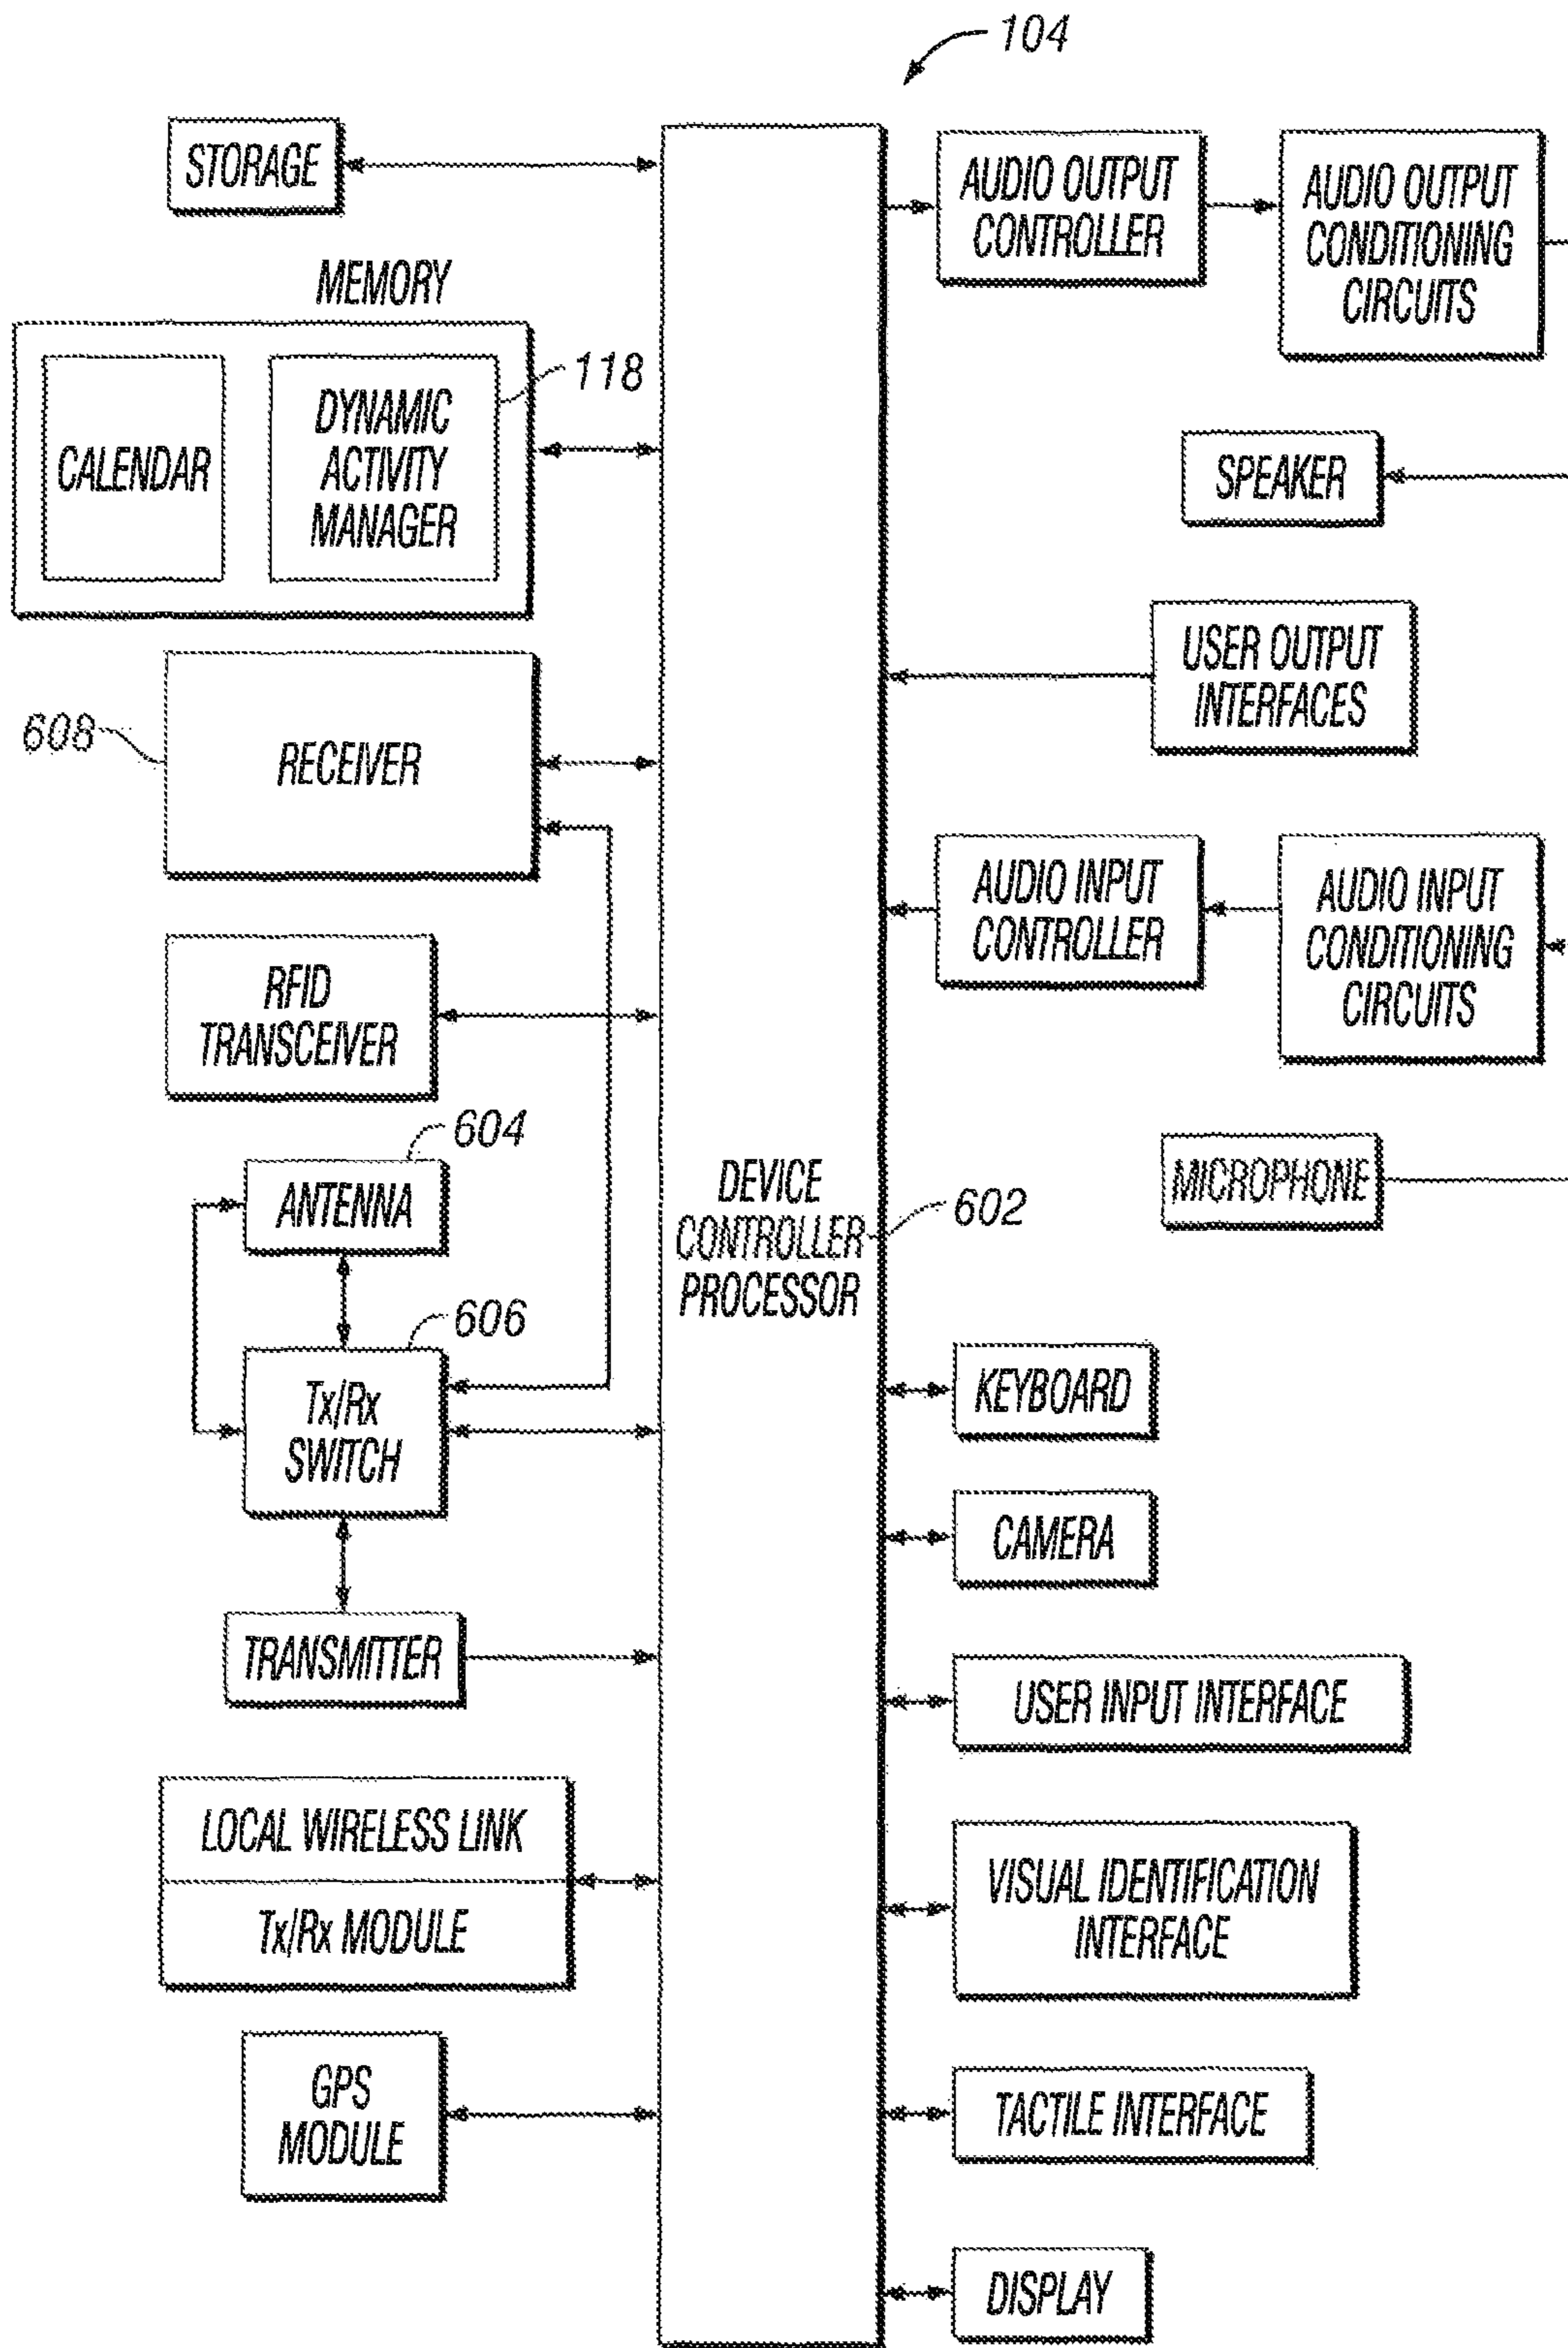 104
STORAGE
MEMORY
CALENDAR
DYNAMIC
ACTIVITY
MANAGER
118
608
RECEIVER
RFID
TRANSCEIVER
604
ANTENNA
606
Tx/Rx
SWITCH
TRANSMITTER
LOCAL WIRELESS LINK
Tx/Rx MODULE
GPS
MODULE
DEVICE
CONTROLLER
PROCESSOR
602
AUDIO OUTPUT
CONTROLLER
AUDIO OUTPUT
CONDITIONING
CIRCUITS
SPEAKER
USER OUTPUT
INTERFACES
AUDIO INPUT
CONTROLLER
AUDIO INPUT
CONDITIONING
CIRCUITS
MICROPHONE
KEYBOARD
CAMERA
USER INPUT INTERFACE
VISUAL IDENTIFICATION
INTERFACE
TACTILE INTERFACE
DISPLAY